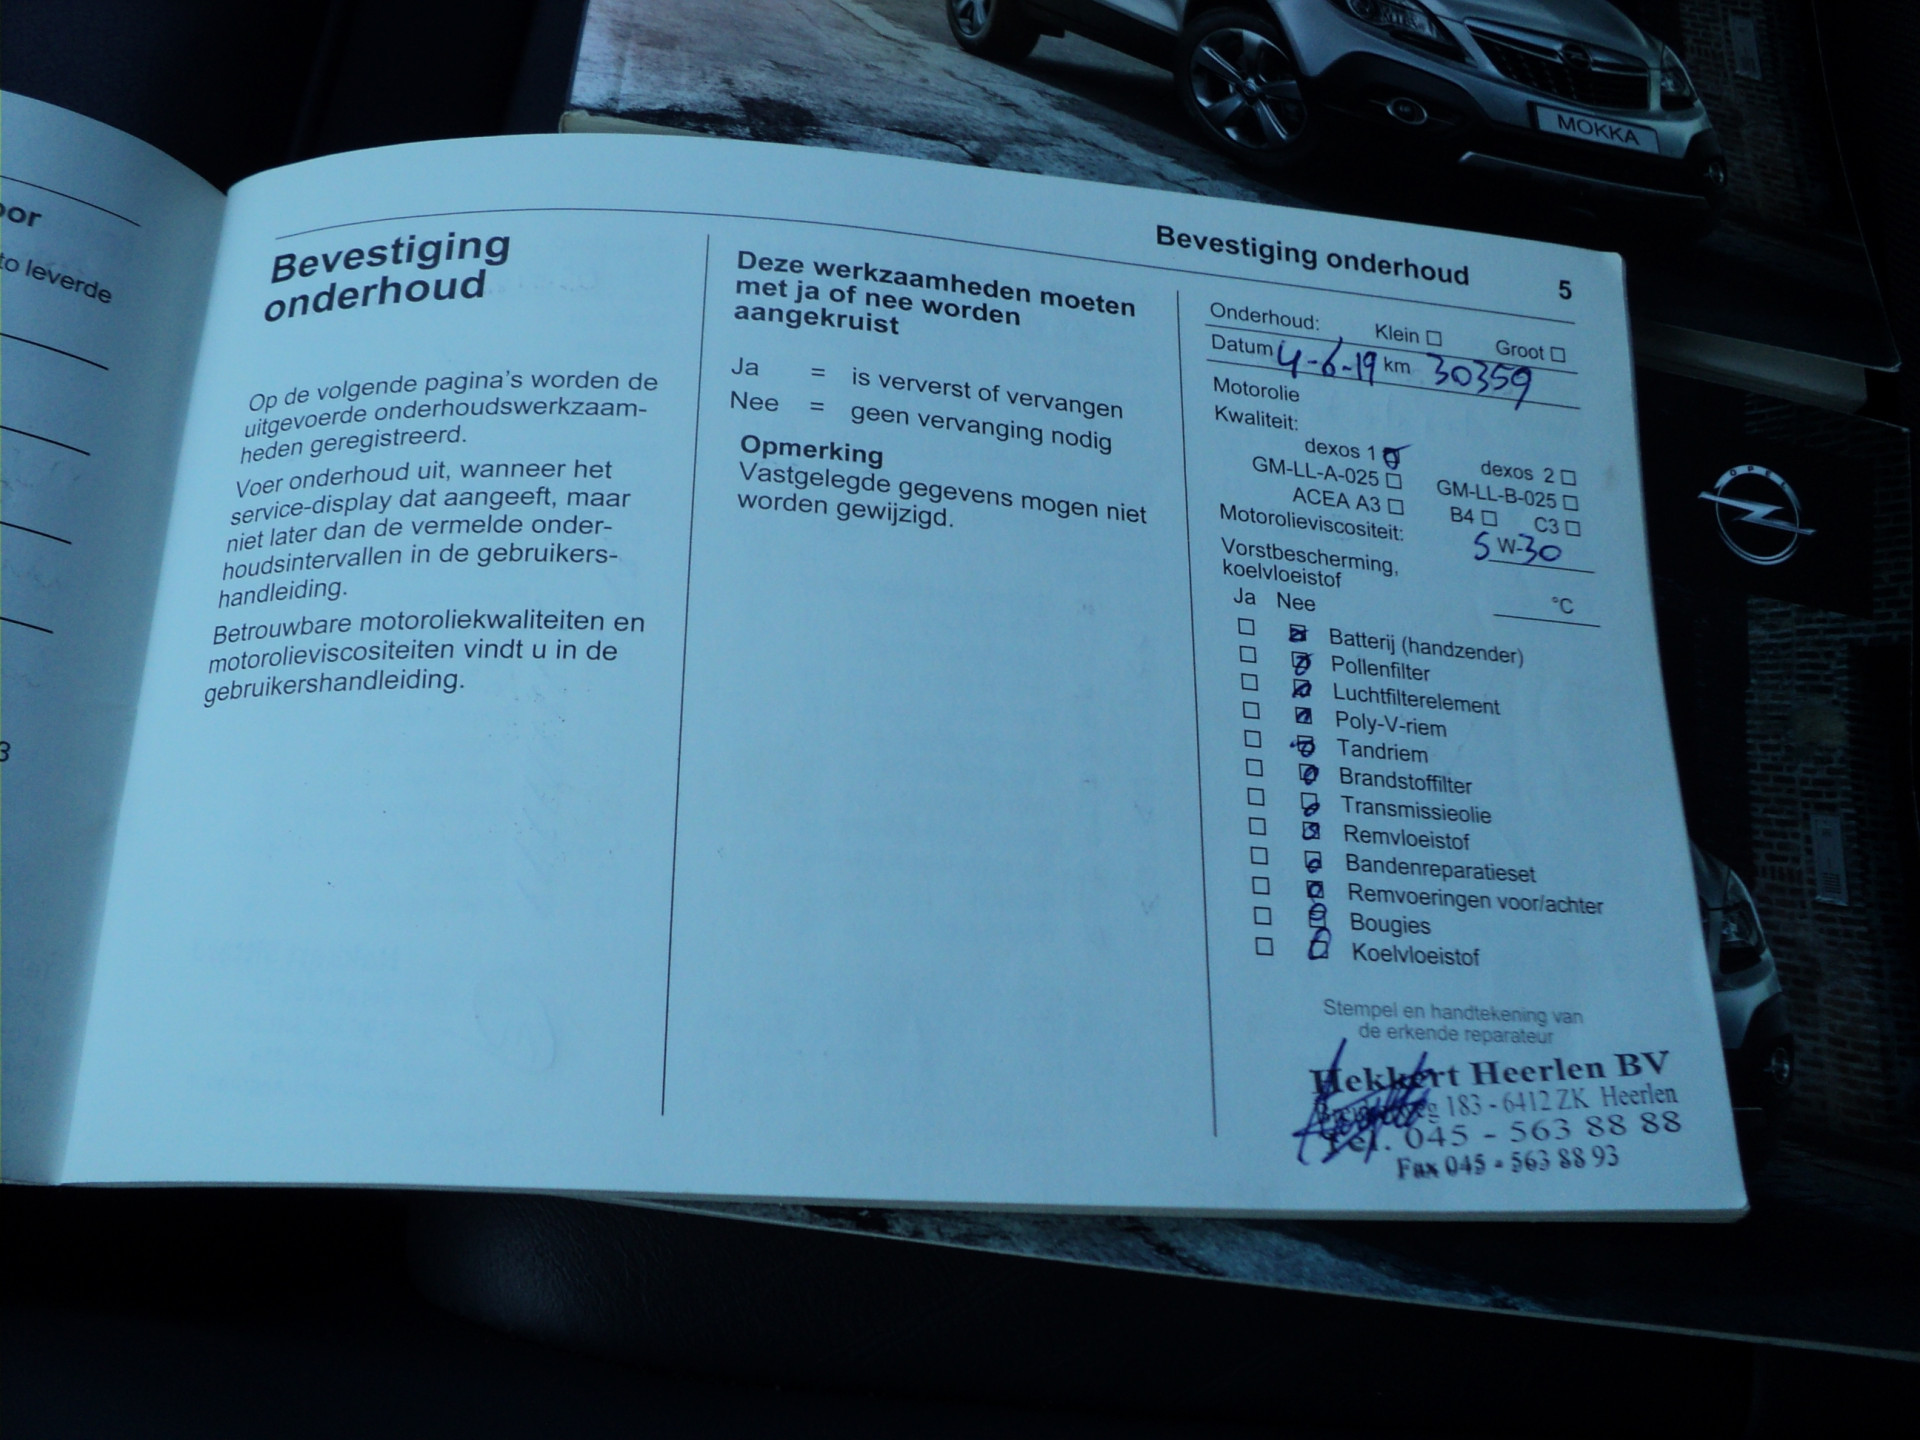 MOKKA
oor
to leverde
3
Bevestiging onderhoud 5
Bevestiging
onderhoud
Op de volgende pagina's worden de
uitgevoerde onderhoudswerkzaam-
heden geregistreerd.
Voer onderhoud uit, wanneer het
service-display dat aangeeft, maar
niet later dan de vermelde onder-
houdsintervallen in de gebruikers-
handleiding.
Betrouwbare motoroliekwaliteiten en
motorolieviscositeiten vindt u in de
gebruikershandleiding.
Deze werkzaamheden moeten
met ja of nee worden
aangekruist
Ja = is ververst of vervangen
Nee = geen vervanging nodig
Opmerking
Vastgelegde gegevens mogen niet
worden gewijzigd.
Onderhoud: Klein Groot
Datum 4-6-19 km 30359
Motorolie
Kwaliteit:
dexos 1 dexos 2
GM-LL-A-025 GM-LL-B-025
ACEA A3 B4 C3
Motorolieviscositeit: 5 W-30
Vorstbescherming,
koelvloeistof °C
Ja Nee
Batterij (handzender)
Pollenfilter
Luchtfilterelement
Poly-V-riem
Tandriem
Brandstoffilter
Transmissieolie
Remvloeistof
Bandenreparatieset
Remvoeringen voor/achter
Bougies
Koelvloeistof
Stempel en handtekening van
de erkende reparateur
Hekkert Heerlen BV
183 - 6412 ZK Heerlen
Tel. 045 - 563 88 88
Fax 045 - 563 88 93
OPEL